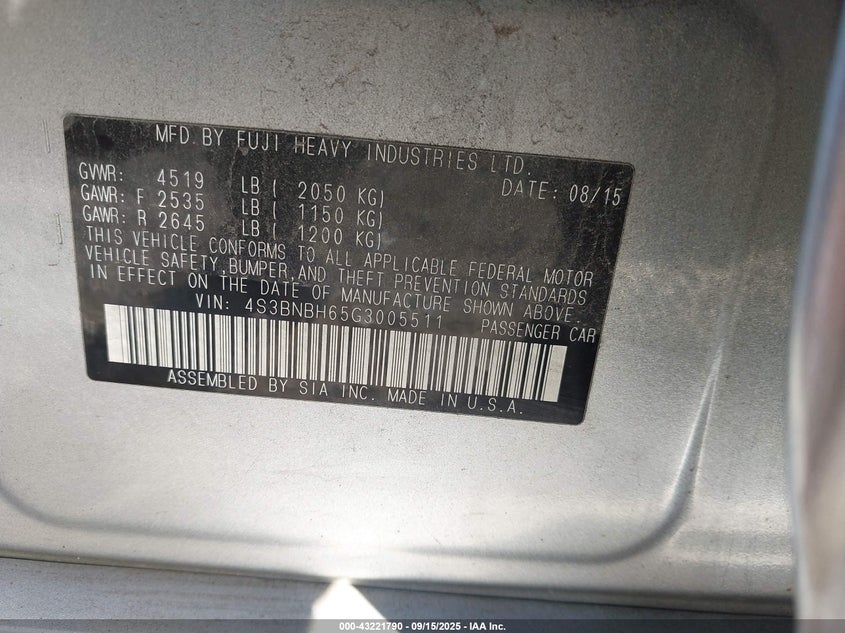 MFD.BY FUJI HEAVY INDUSTRIES LTD.
GVWR: 4519 LB ( 2050 KG) DATE: 08/15
GAWR: F 2535 LB ( 1150 KG)
GAWR: R 2645 LB ( 1200 KG)
THIS VEHICLE CONFORMS TO ALL APPLICABLE FEDERAL MOTOR
VEHICLE SAFETY,BUMPER,AND THEFT PREVENTION STANDARDS
IN EFFECT ON THE DATE OF MANUFACTURE SHOWN ABOVE.
VIN: 4S3BNBH65G3005511 PASSENGER CAR
ASSEMBLED BY SIA INC. MADE IN U.S.A.
000-43221790 - 09/15/2025 - IAA Inc.